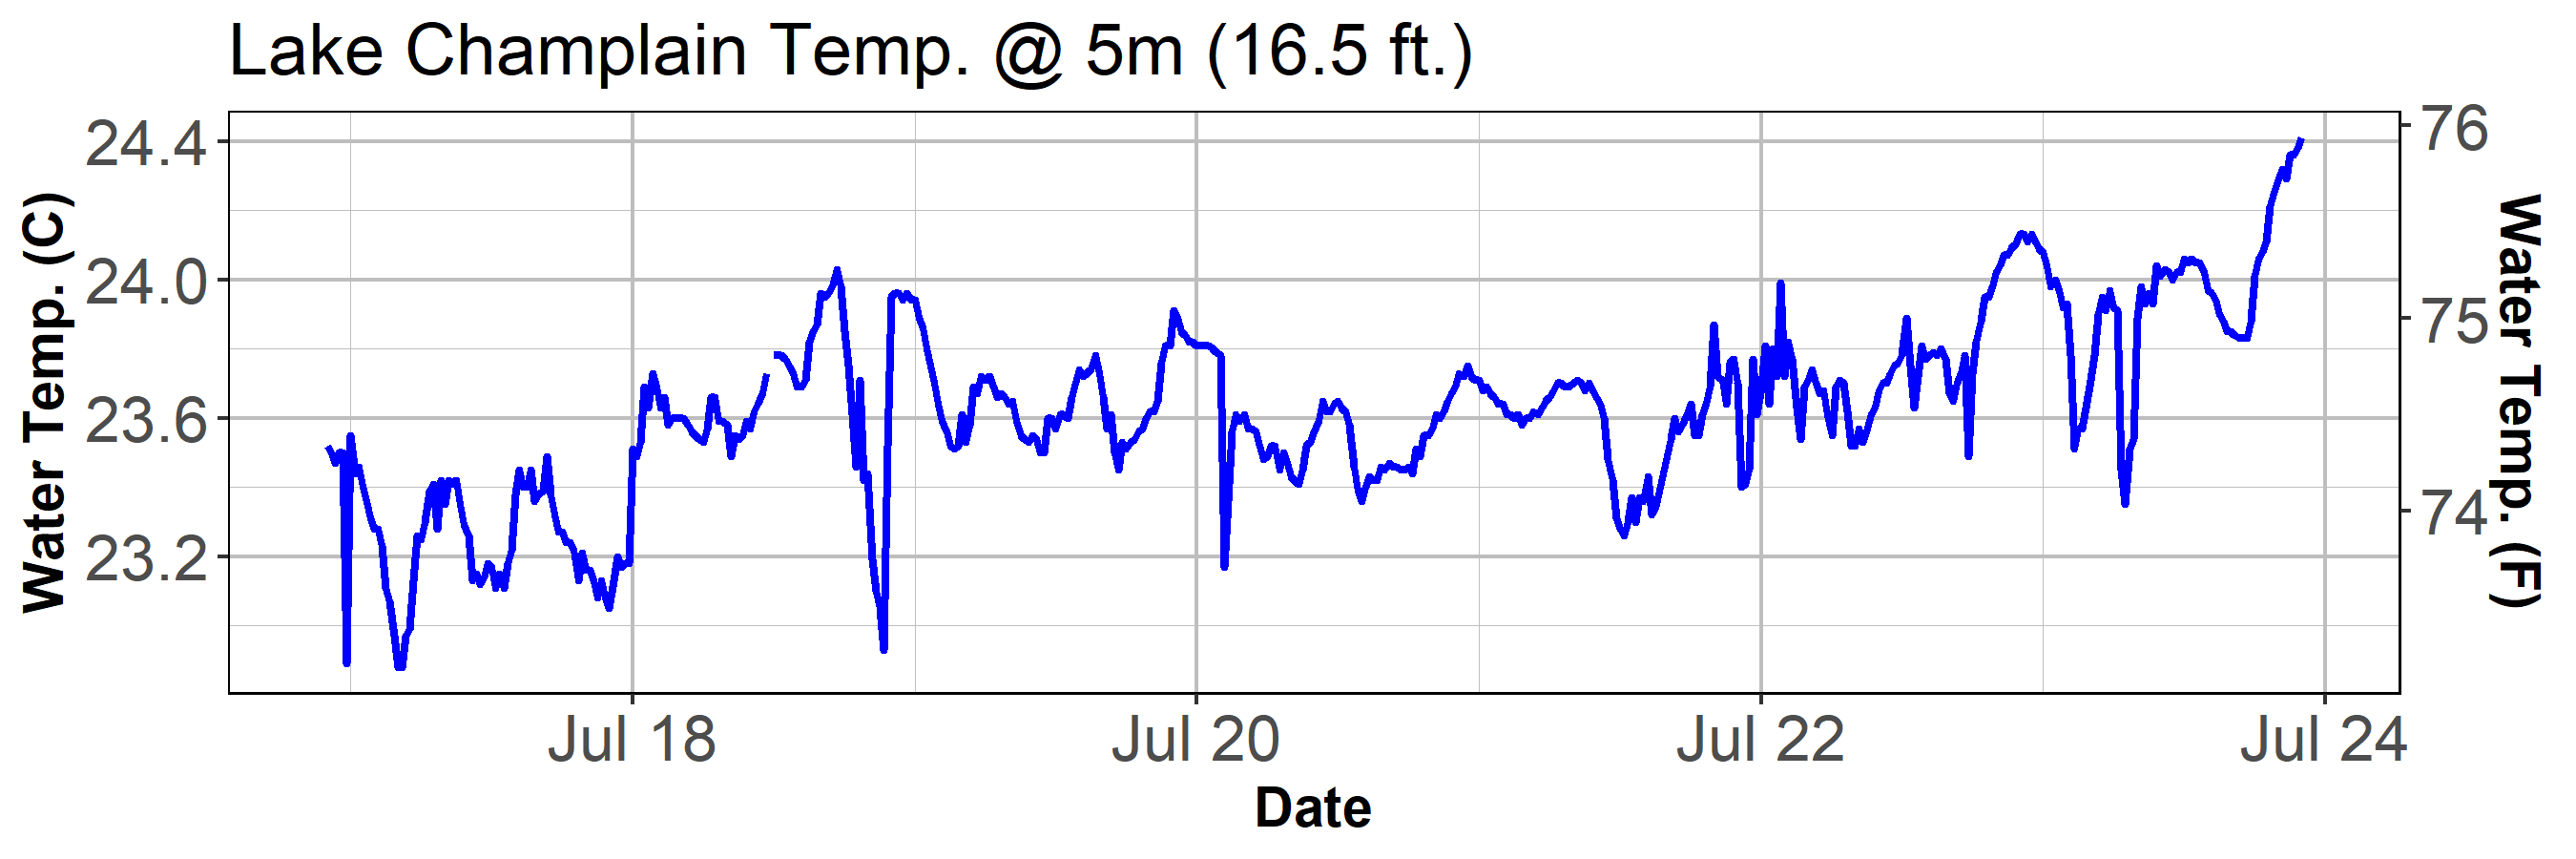 Lake Champlain Temp. @ 5m (16.5 ft.)
Water Temp. (C)
24.4
24.0
23.6
23.2
76
75
74
Water Temp. (F)
Jul 18
Jul 20
Jul 22
Jul 24
Date